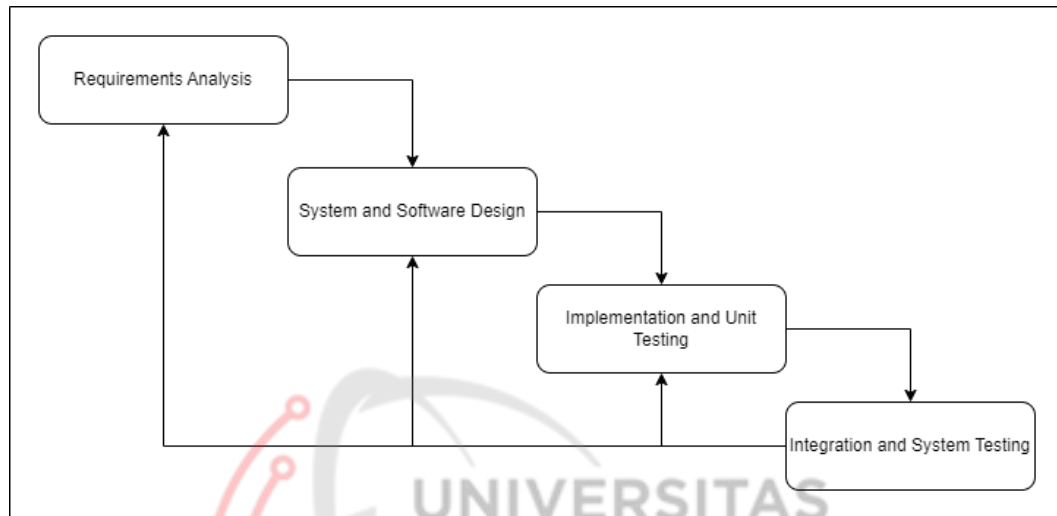 Requirements Analysis
System and Software Design
Implementation and Unit
Testing
Integration and System Testing
UNIVERSITAS